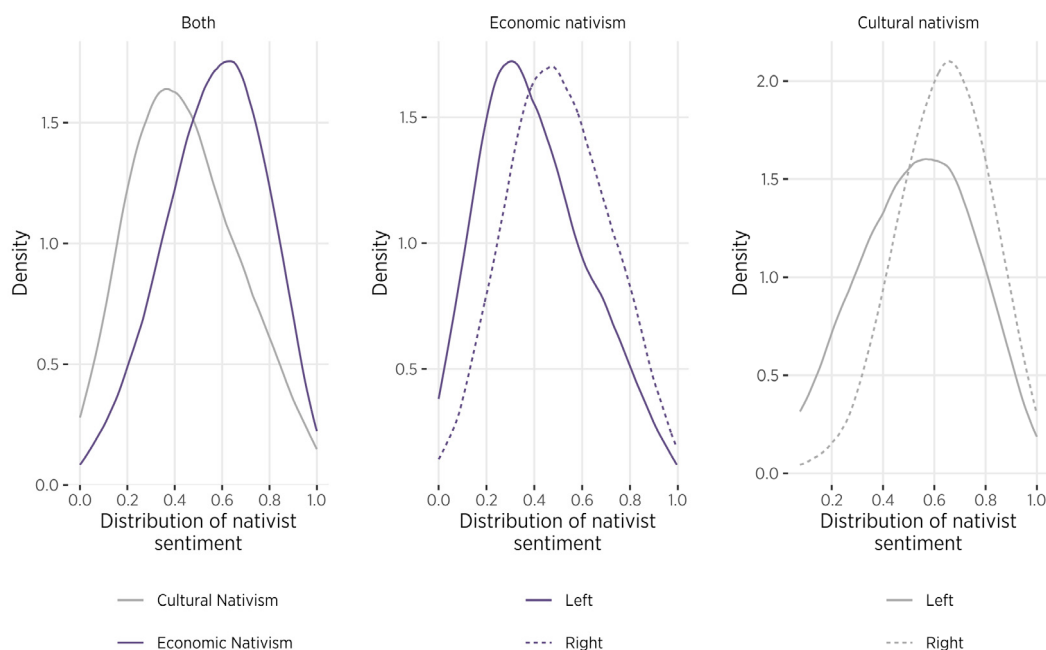 Both
Economic nativism
Cultural nativism
Density
1.5
1.0
0.5
0.0
0.0 0.2 0.4 0.6 0.8 1.0
Distribution of nativist
sentiment
Cultural Nativism
Economic Nativism
Density
1.5
1.0
0.5
0.0 0.2 0.4 0.6 0.8 1.0
Distribution of nativist
sentiment
Left
Right
Density
2.0
1.5
1.0
0.5
0.0
0.2 0.4 0.6 0.8 1.0
Distribution of nativist
sentiment
Left
Right